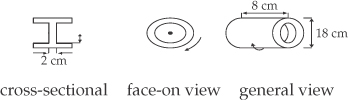 8 cm
18 cm
2 cm
cross-sectional face-on view general view